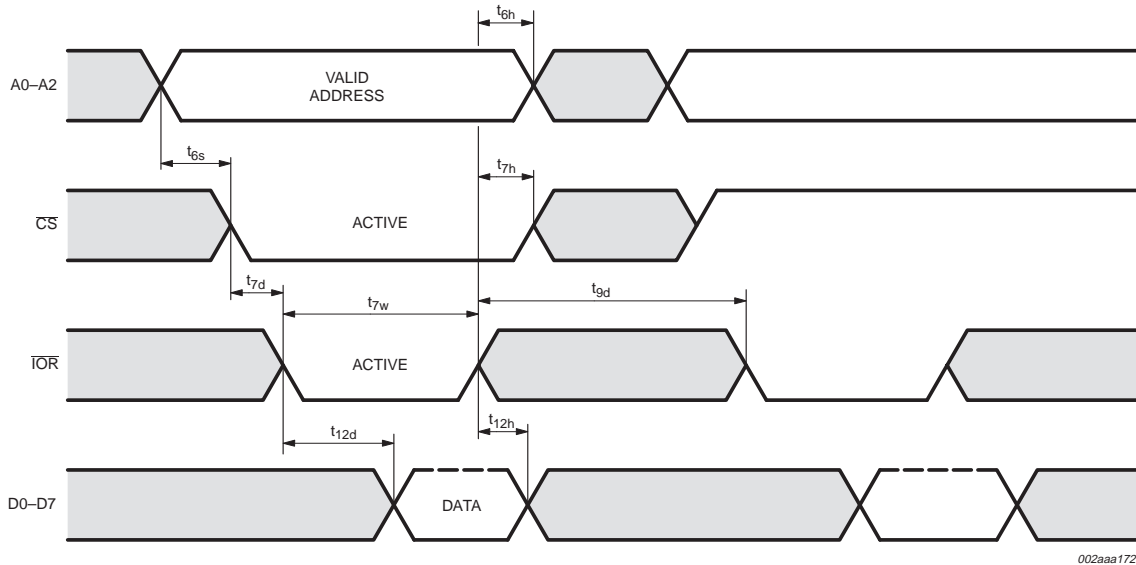 t6h
A0–A2
VALID
ADDRESS
t6s
t7h
CS
ACTIVE
t7d
t7w
t9d
IOR
ACTIVE
t12d
t12h
D0–D7
DATA
002aaa172